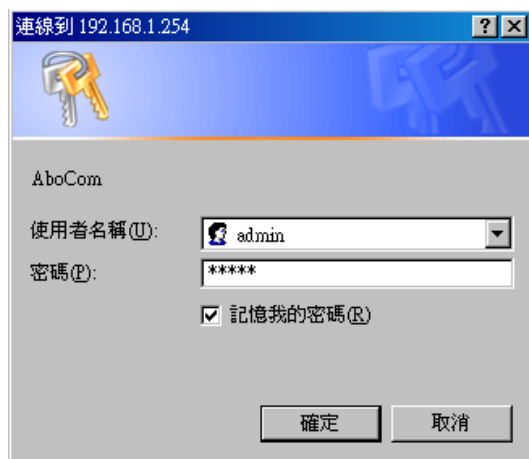 連線到 192.168.1.254
AboCom
使用者名稱(U):
admin
密碼(P):
*****
記憶我的密碼(R)
確定
取消